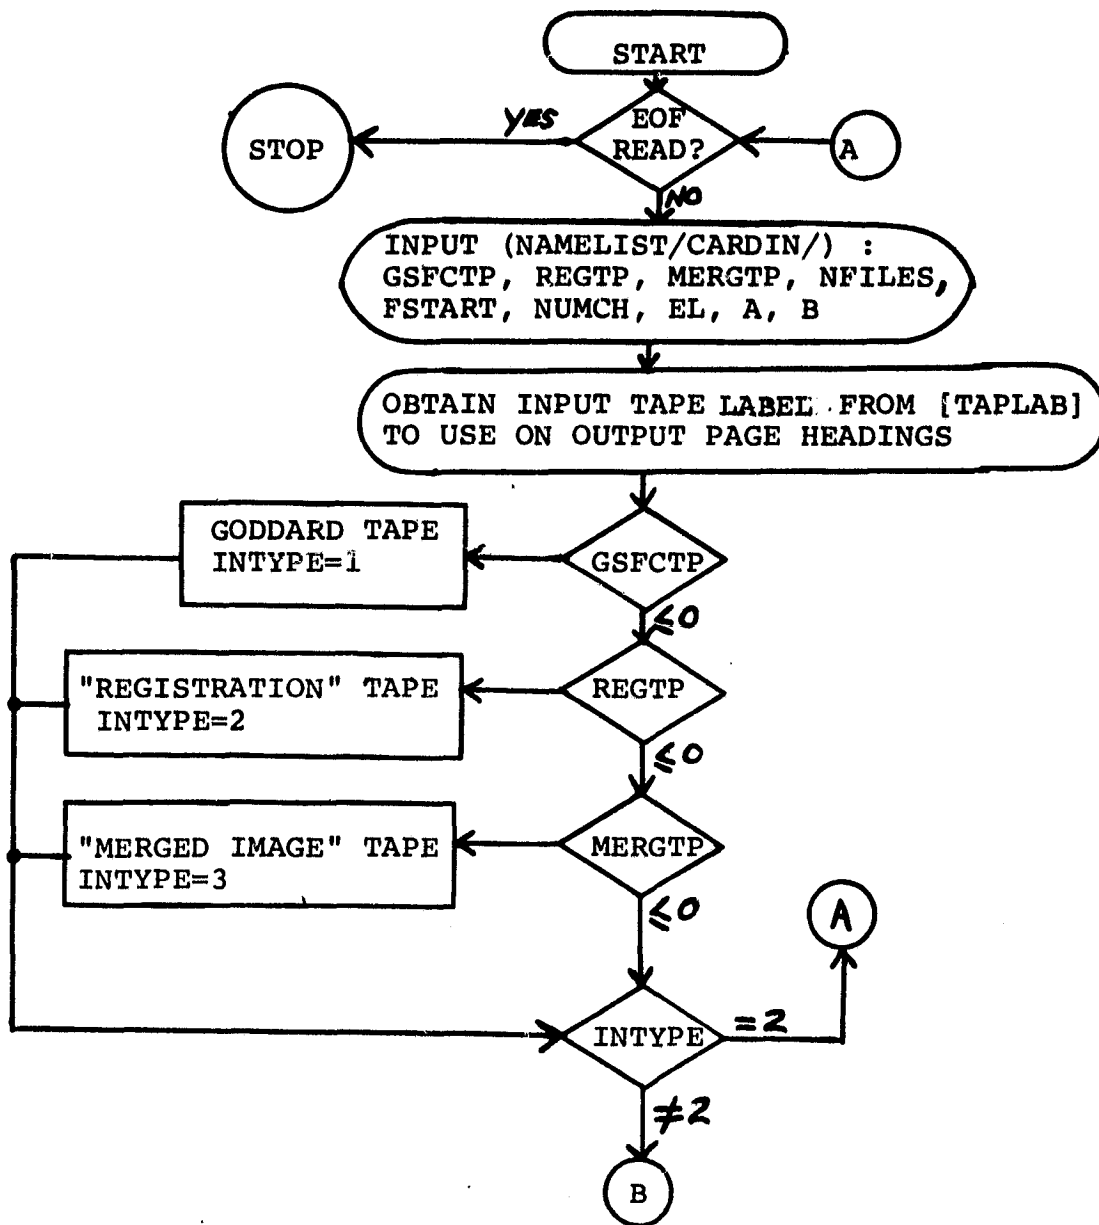 START
EOF
READ?
YES
STOP
A
NO
INPUT (NAMELIST/CARDIN/) :
GSFCTP, REGTP, MERGTP, NFILES,
FSTART, NUMCH, EL, A, B
OBTAIN INPUT TAPE LABEL FROM [TAPLAB]
TO USE ON OUTPUT PAGE HEADINGS
GODDARD TAPE
INTYPE=1
GSFCTP
≤0
"REGISTRATION" TAPE
INTYPE=2
REGTP
≤0
"MERGED IMAGE" TAPE
INTYPE=3
MERGTP
≤0
A
INTYPE
=2
≠2
B